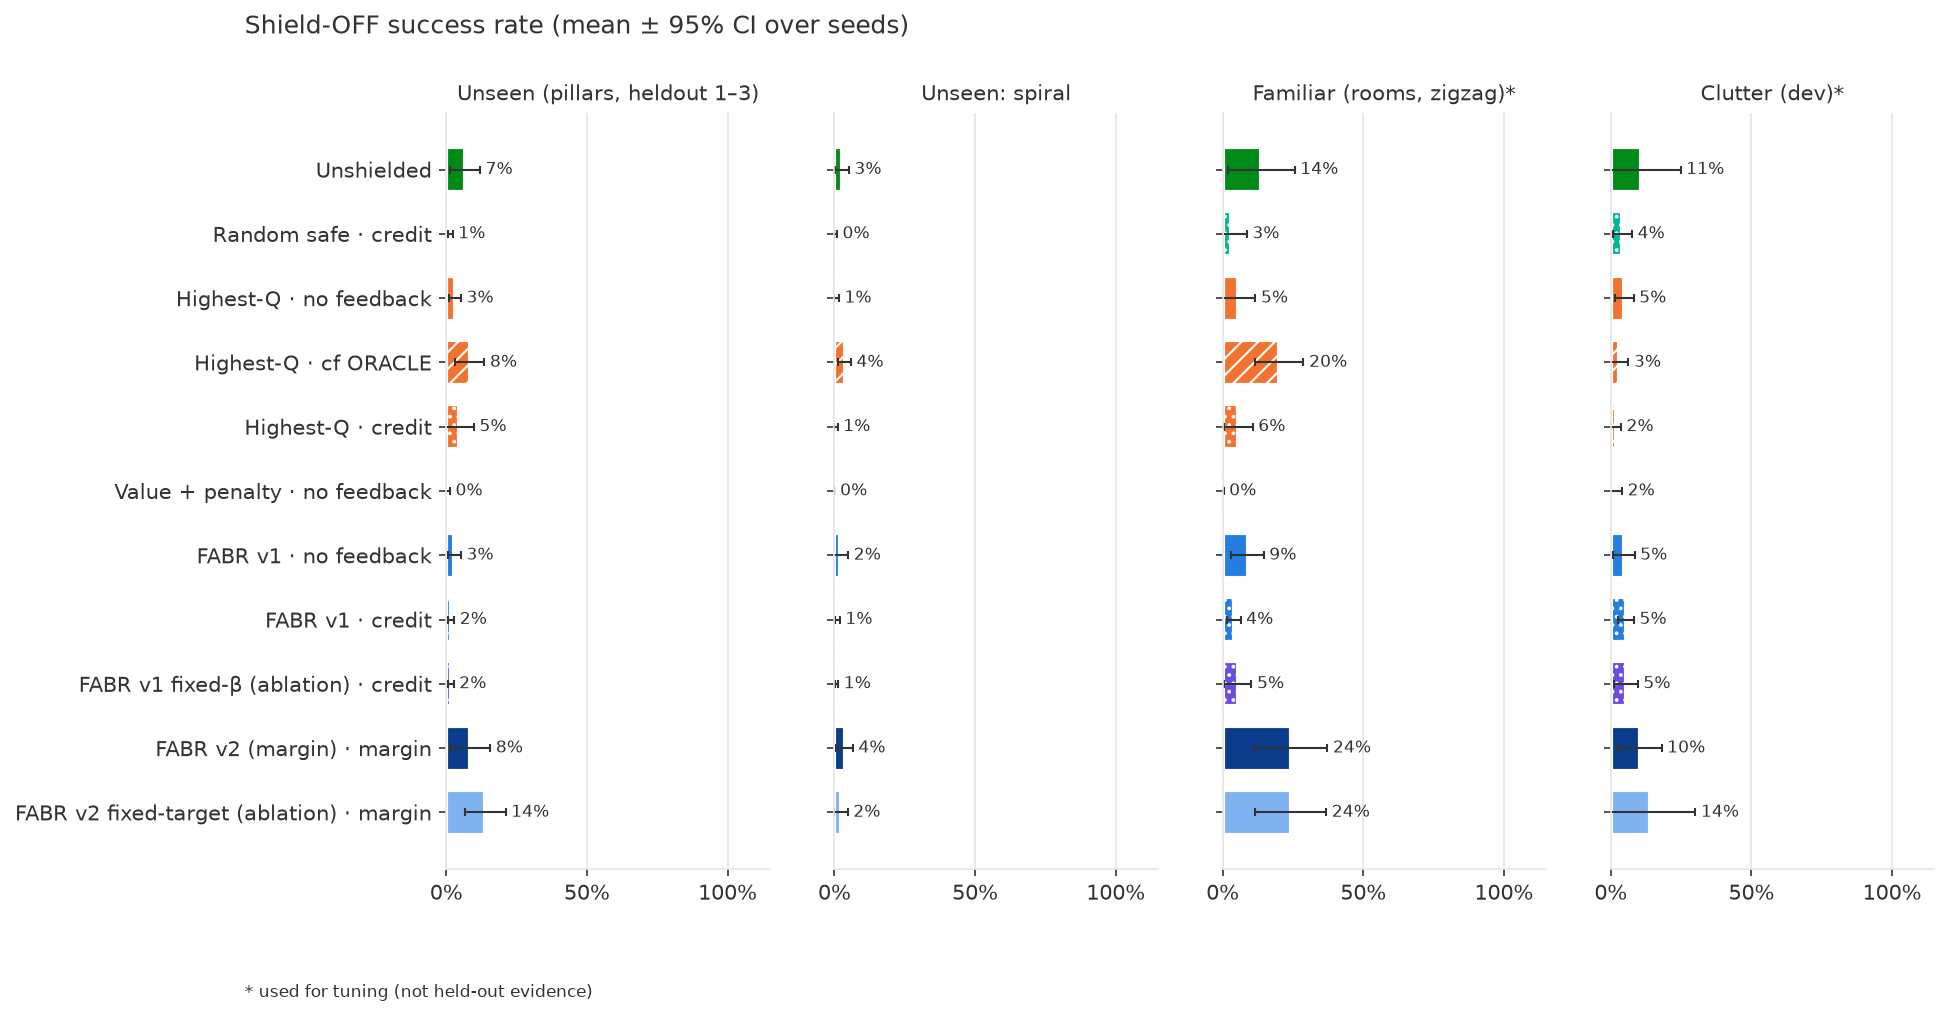 Shield-OFF success rate (mean ± 95% CI over seeds)
Unseen (pillars, heldout 1–3)
Unseen: spiral
Familiar (rooms, zigzag)*
Clutter (dev)*
Unshielded 7% 3% 14% 11%
Random safe · credit 1% 0% 3% 4%
Highest-Q · no feedback 3% 1% 5% 5%
Highest-Q · cf ORACLE 8% 4% 20% 3%
Highest-Q · credit 5% 1% 6% 2%
Value + penalty · no feedback 0% 0% 0% 2%
FABR v1 · no feedback 3% 2% 9% 5%
FABR v1 · credit 2% 1% 4% 5%
FABR v1 fixed-β (ablation) · credit 2% 1% 5% 5%
FABR v2 (margin) · margin 8% 4% 24% 10%
FABR v2 fixed-target (ablation) · margin 14% 2% 24% 14%
0% 50% 100% 0% 50% 100% 0% 50% 100% 0% 50% 100%
* used for tuning (not held-out evidence)